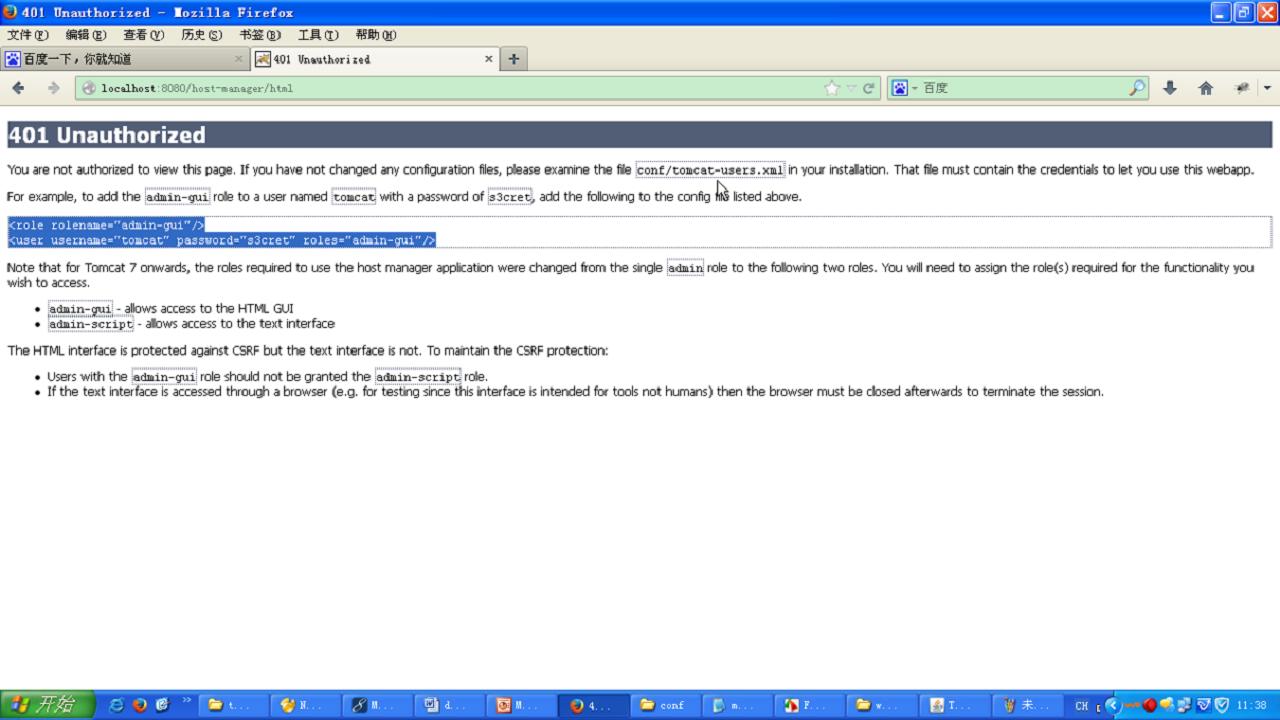 401 Unauthorized - Mozilla Firefox
文件(F) 编辑(E) 查看(V) 历史(S) 书签(B) 工具(T) 帮助(H)
百度一下，你就知道 × 401 Unauthorized ×
localhost:8080/host-manager/html 百度
401 Unauthorized
You are not authorized to view this page. If you have not changed any configuration files, please examine the file conf/tomcat-users.xml in your installation. That file must contain the credentials to let you use this webapp.
For example, to add the admin-gui role to a user named tomcat with a password of s3cret, add the following to the config listed above.
<role rolename="admin-gui"/>
<user username="tomcat" password="s3cret" roles="admin-gui"/>
Note that for Tomcat 7 onwards, the roles required to use the host manager application were changed from the single admin role to the following two roles. You will need to assign the role(s) required for the functionality you
wish to access.
• admin-gui - allows access to the HTML GUI
• admin-script - allows access to the text interface
The HTML interface is protected against CSRF but the text interface is not. To maintain the CSRF protection:
• Users with the admin-gui role should not be granted the admin-script role.
• If the text interface is accessed through a browser (e.g. for testing since this interface is intended for tools not humans) then the browser must be closed afterwards to terminate the session.
开始 t... N... M... d... M... 4... conf m... F... w... T... 未... CH 11:38